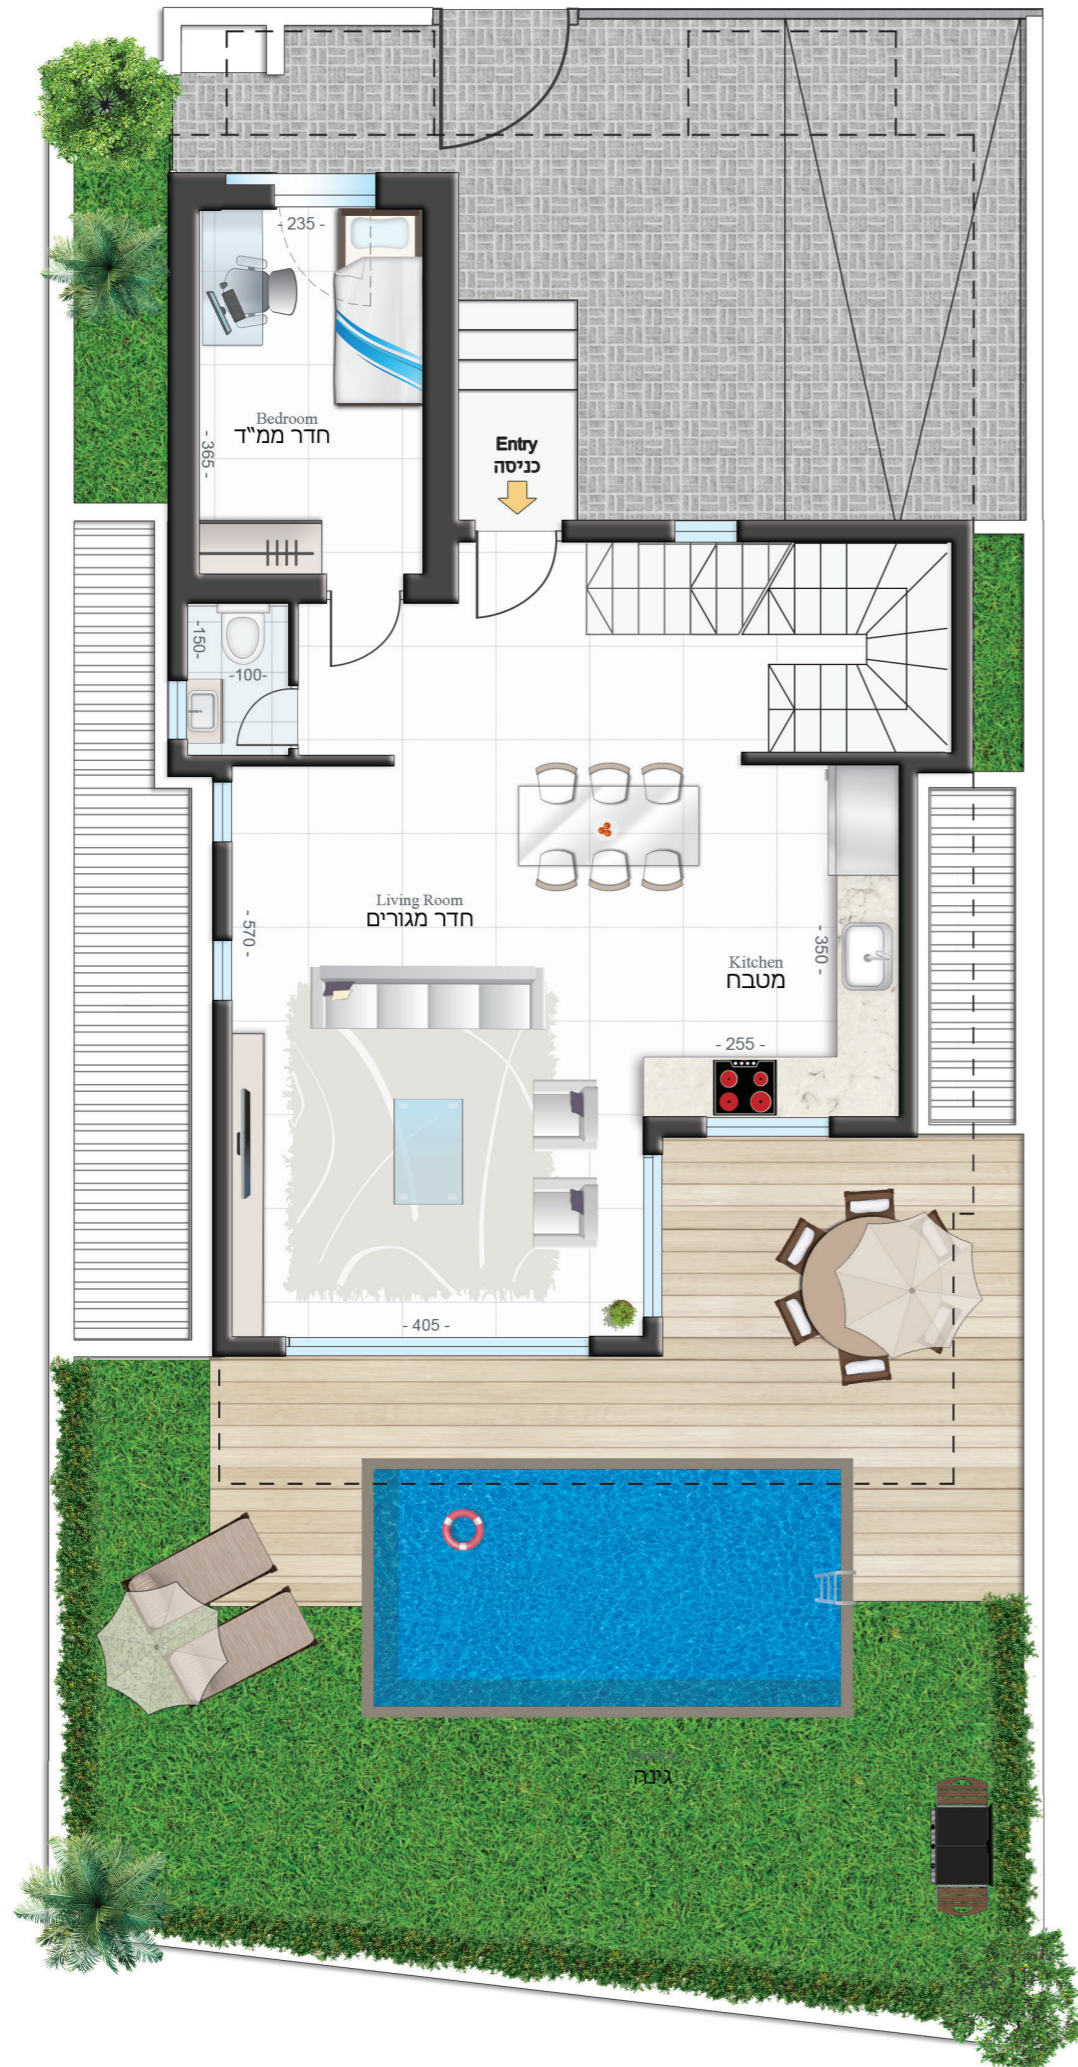 - 235 -
Bedroom
חדר ממ"ד
- 365 -
Entry
כניסה
-150-
-100-
Living Room
חדר מגורים
- 570 -
Kitchen
מטבח
- 350 -
- 255 -
- 405 -
גינה